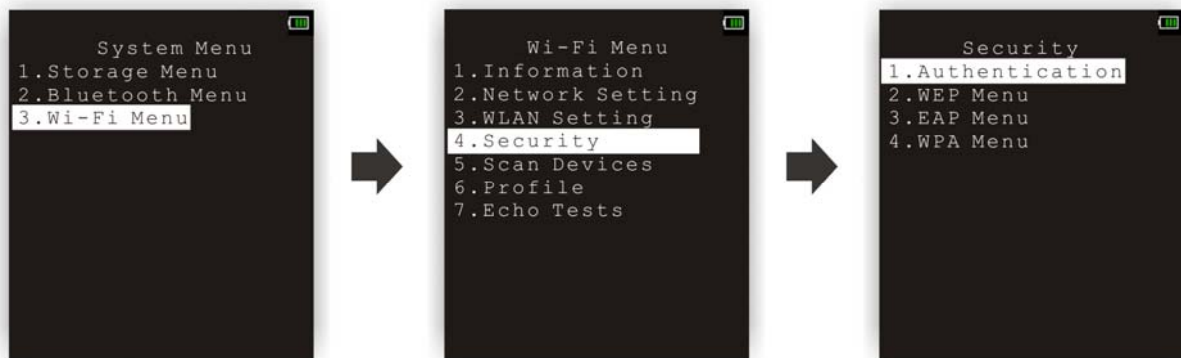 System Menu
1.Storage Menu
2.Bluetooth Menu
3.Wi-Fi Menu
Wi-Fi Menu
1.Information
2.Network Setting
3.WLAN Setting
4.Security
5.Scan Devices
6.Profile
7.Echo Tests
Security
1.Authentication
2.WEP Menu
3.EAP Menu
4.WPA Menu